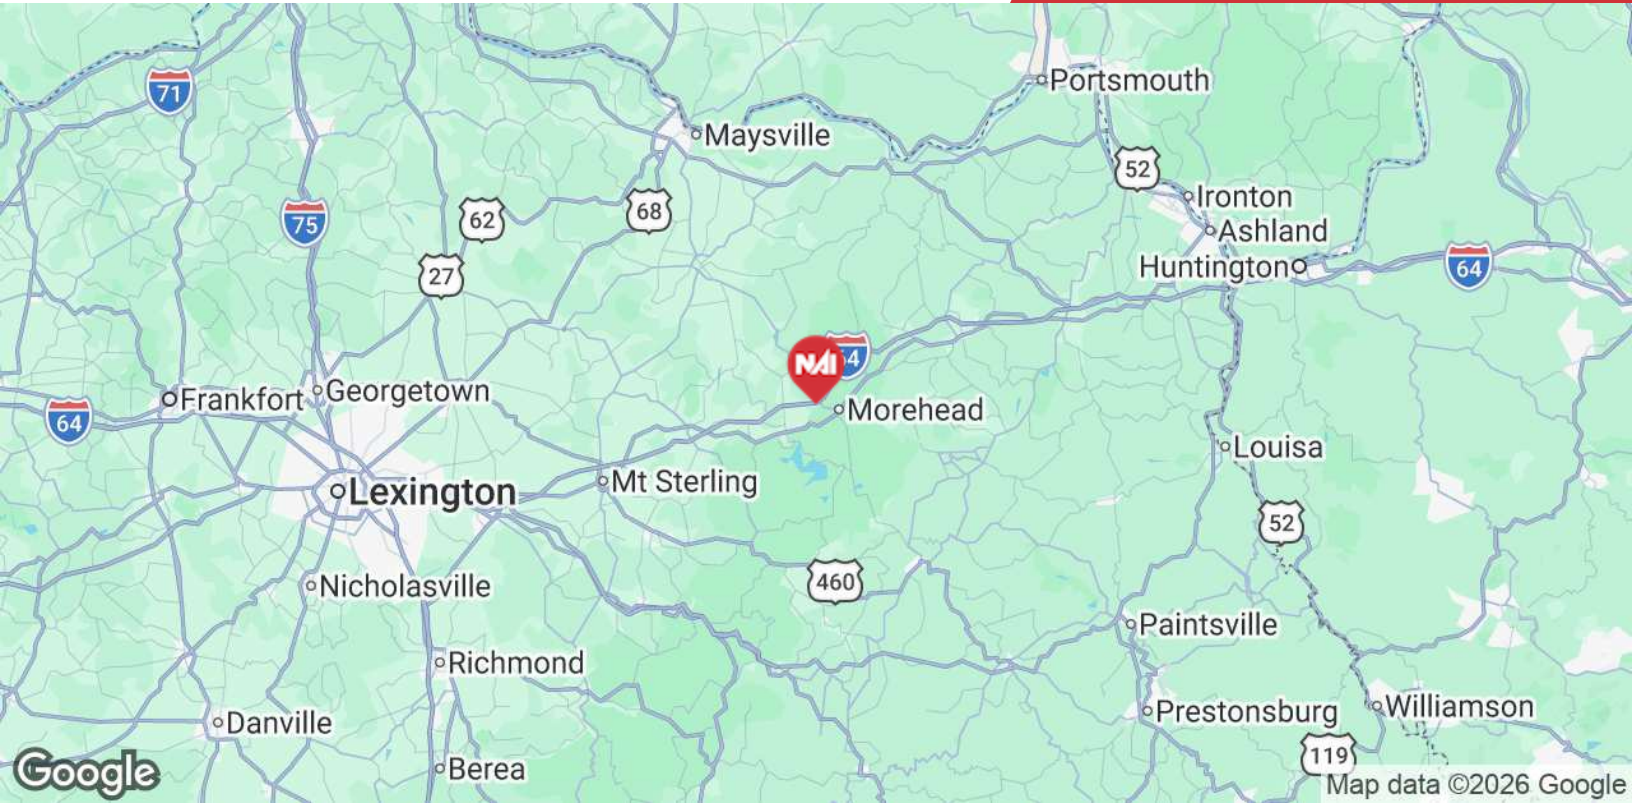 Portsmouth
71
Maysville
52
Ironton
68
62
75
Ashland
Huntington
64
27
NAI
64
Georgetown
Frankfort
Morehead
64
Louisa
Mt Sterling
Lexington
52
460
Nicholasville
Paintsville
Richmond
Williamson
Prestonsburg
Danville
119
Berea
Google
Map data ©2026 Google